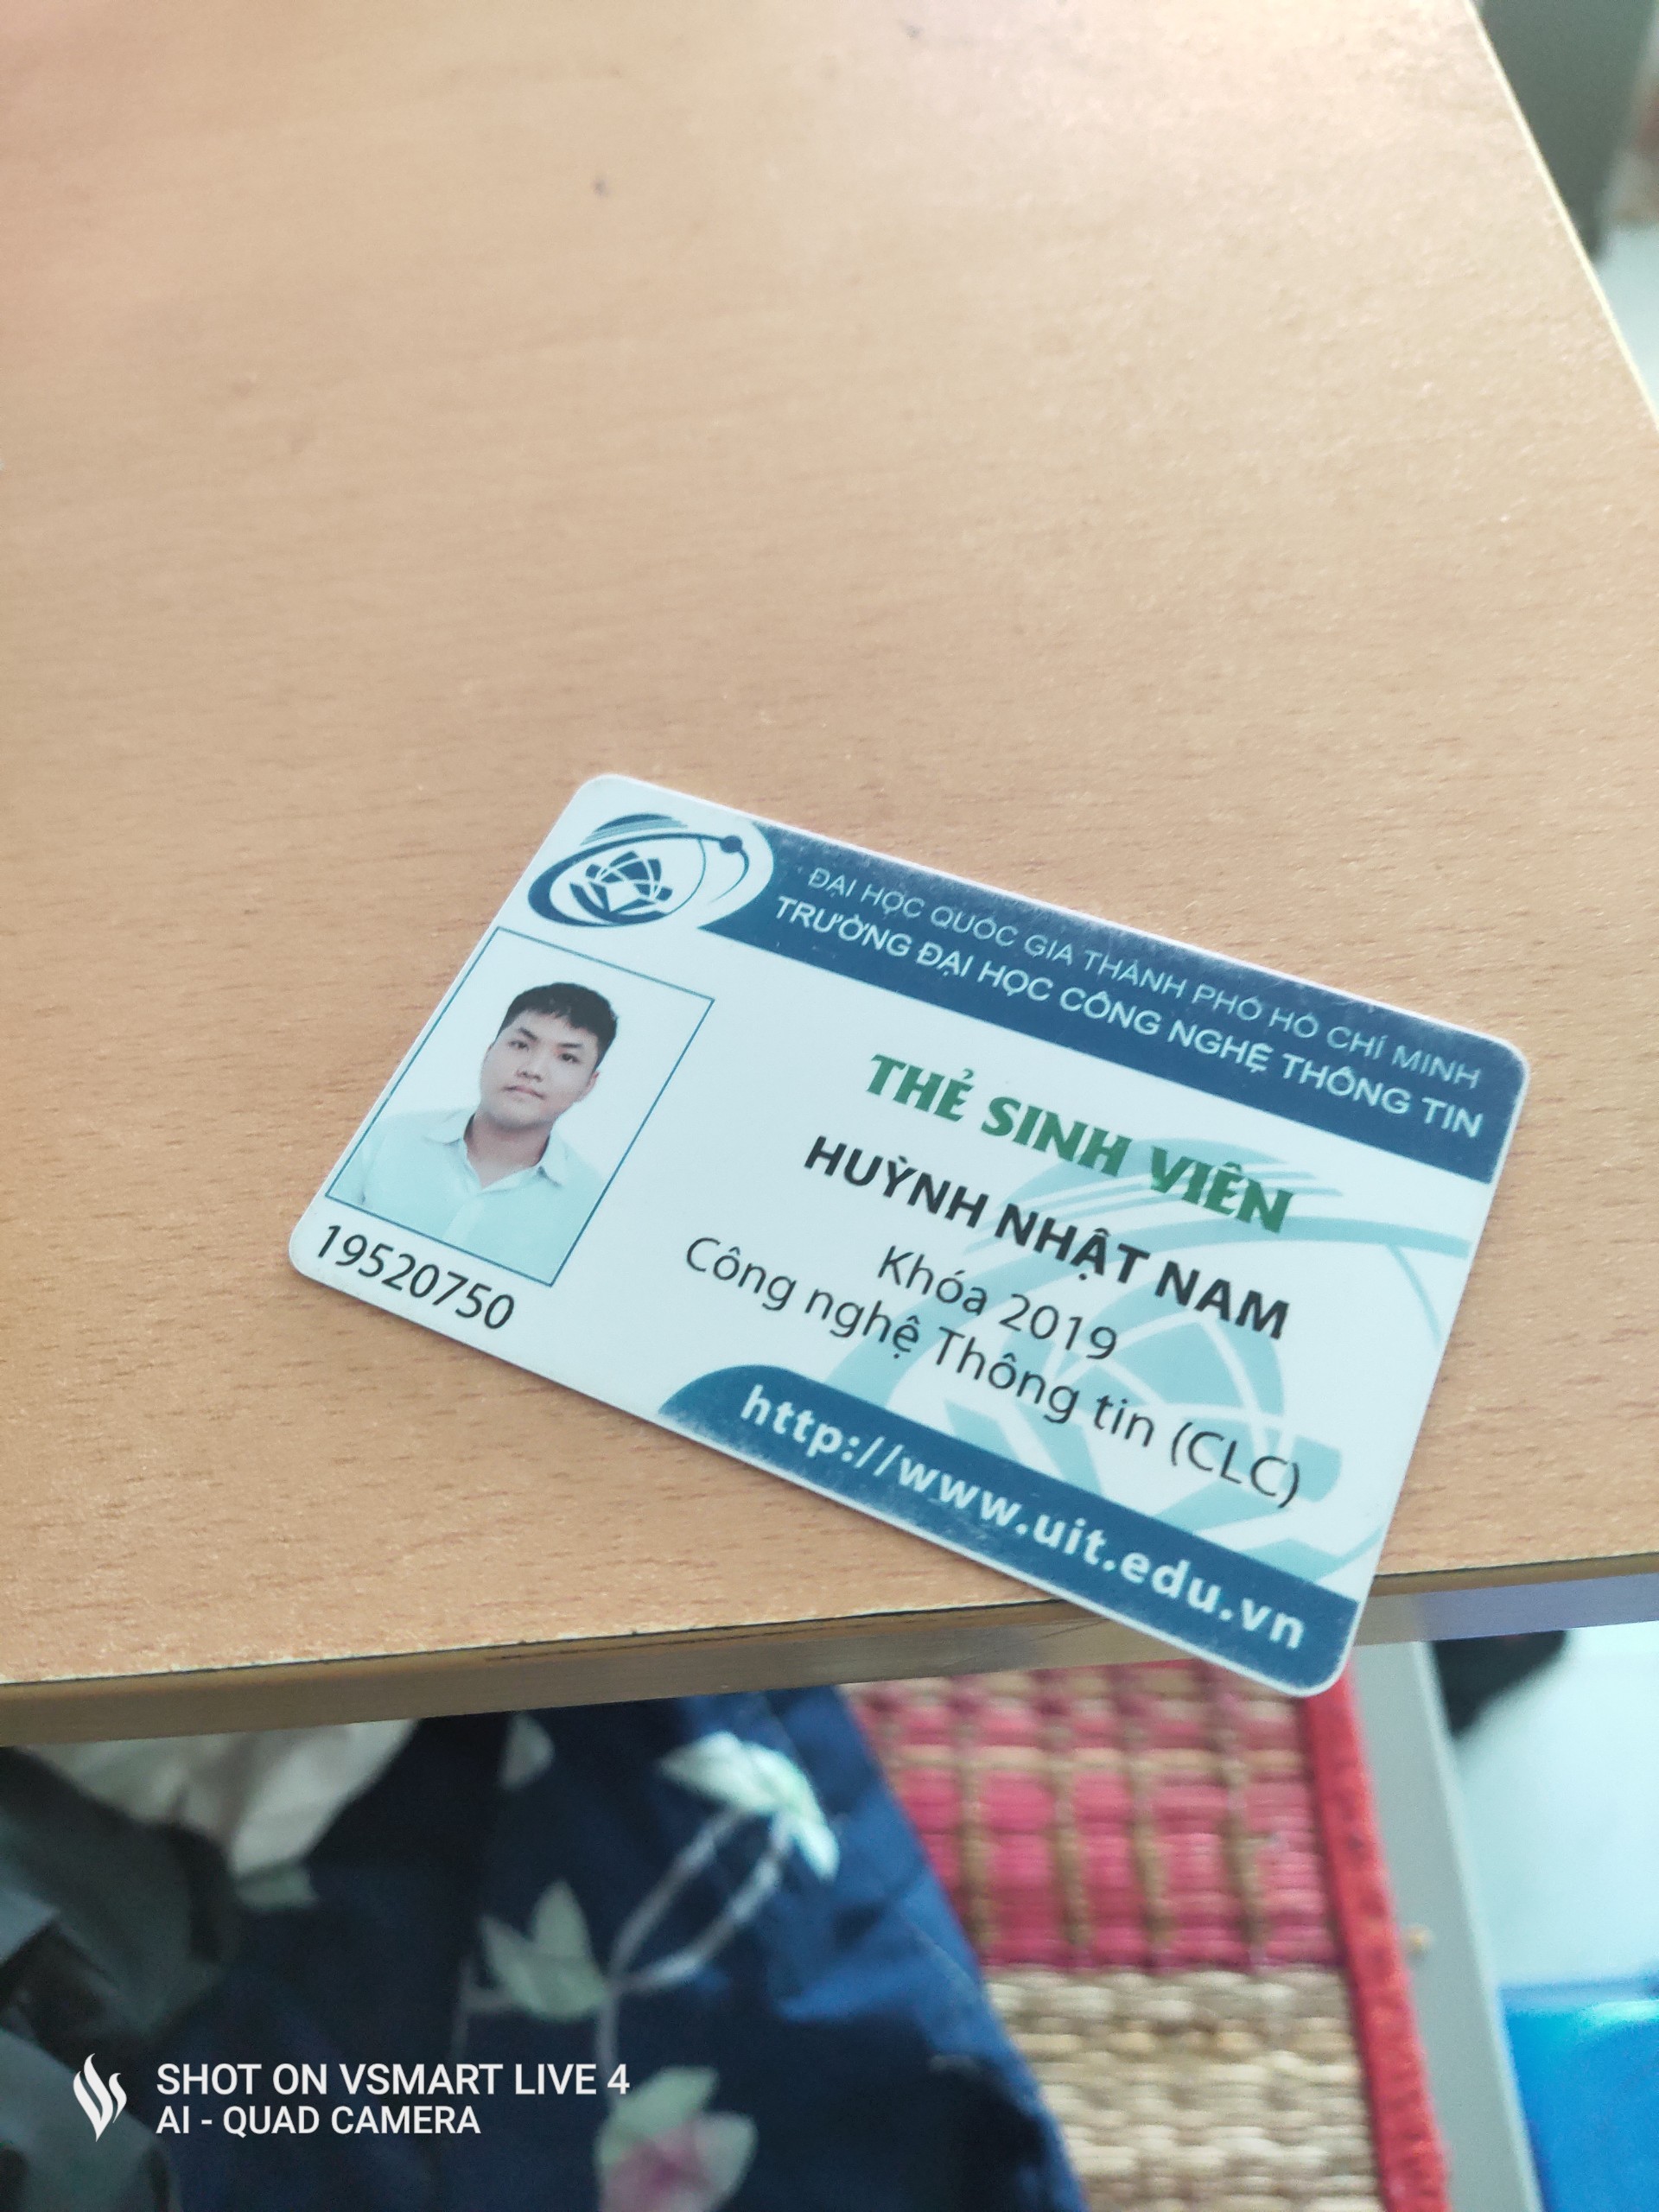 ĐẠI HỌC QUỐC GIA THÀNH PHỐ HỒ CHÍ MINH
TRƯỜNG ĐẠI HỌC CÔNG NGHỆ THÔNG TIN
THẺ SINH VIÊN
HUỲNH NHẬT NAM
Khóa 2019
Công nghệ Thông tin (CLC)
19520750
http://www.uit.edu.vn
SHOT ON VSMART LIVE 4
AI - QUAD CAMERA